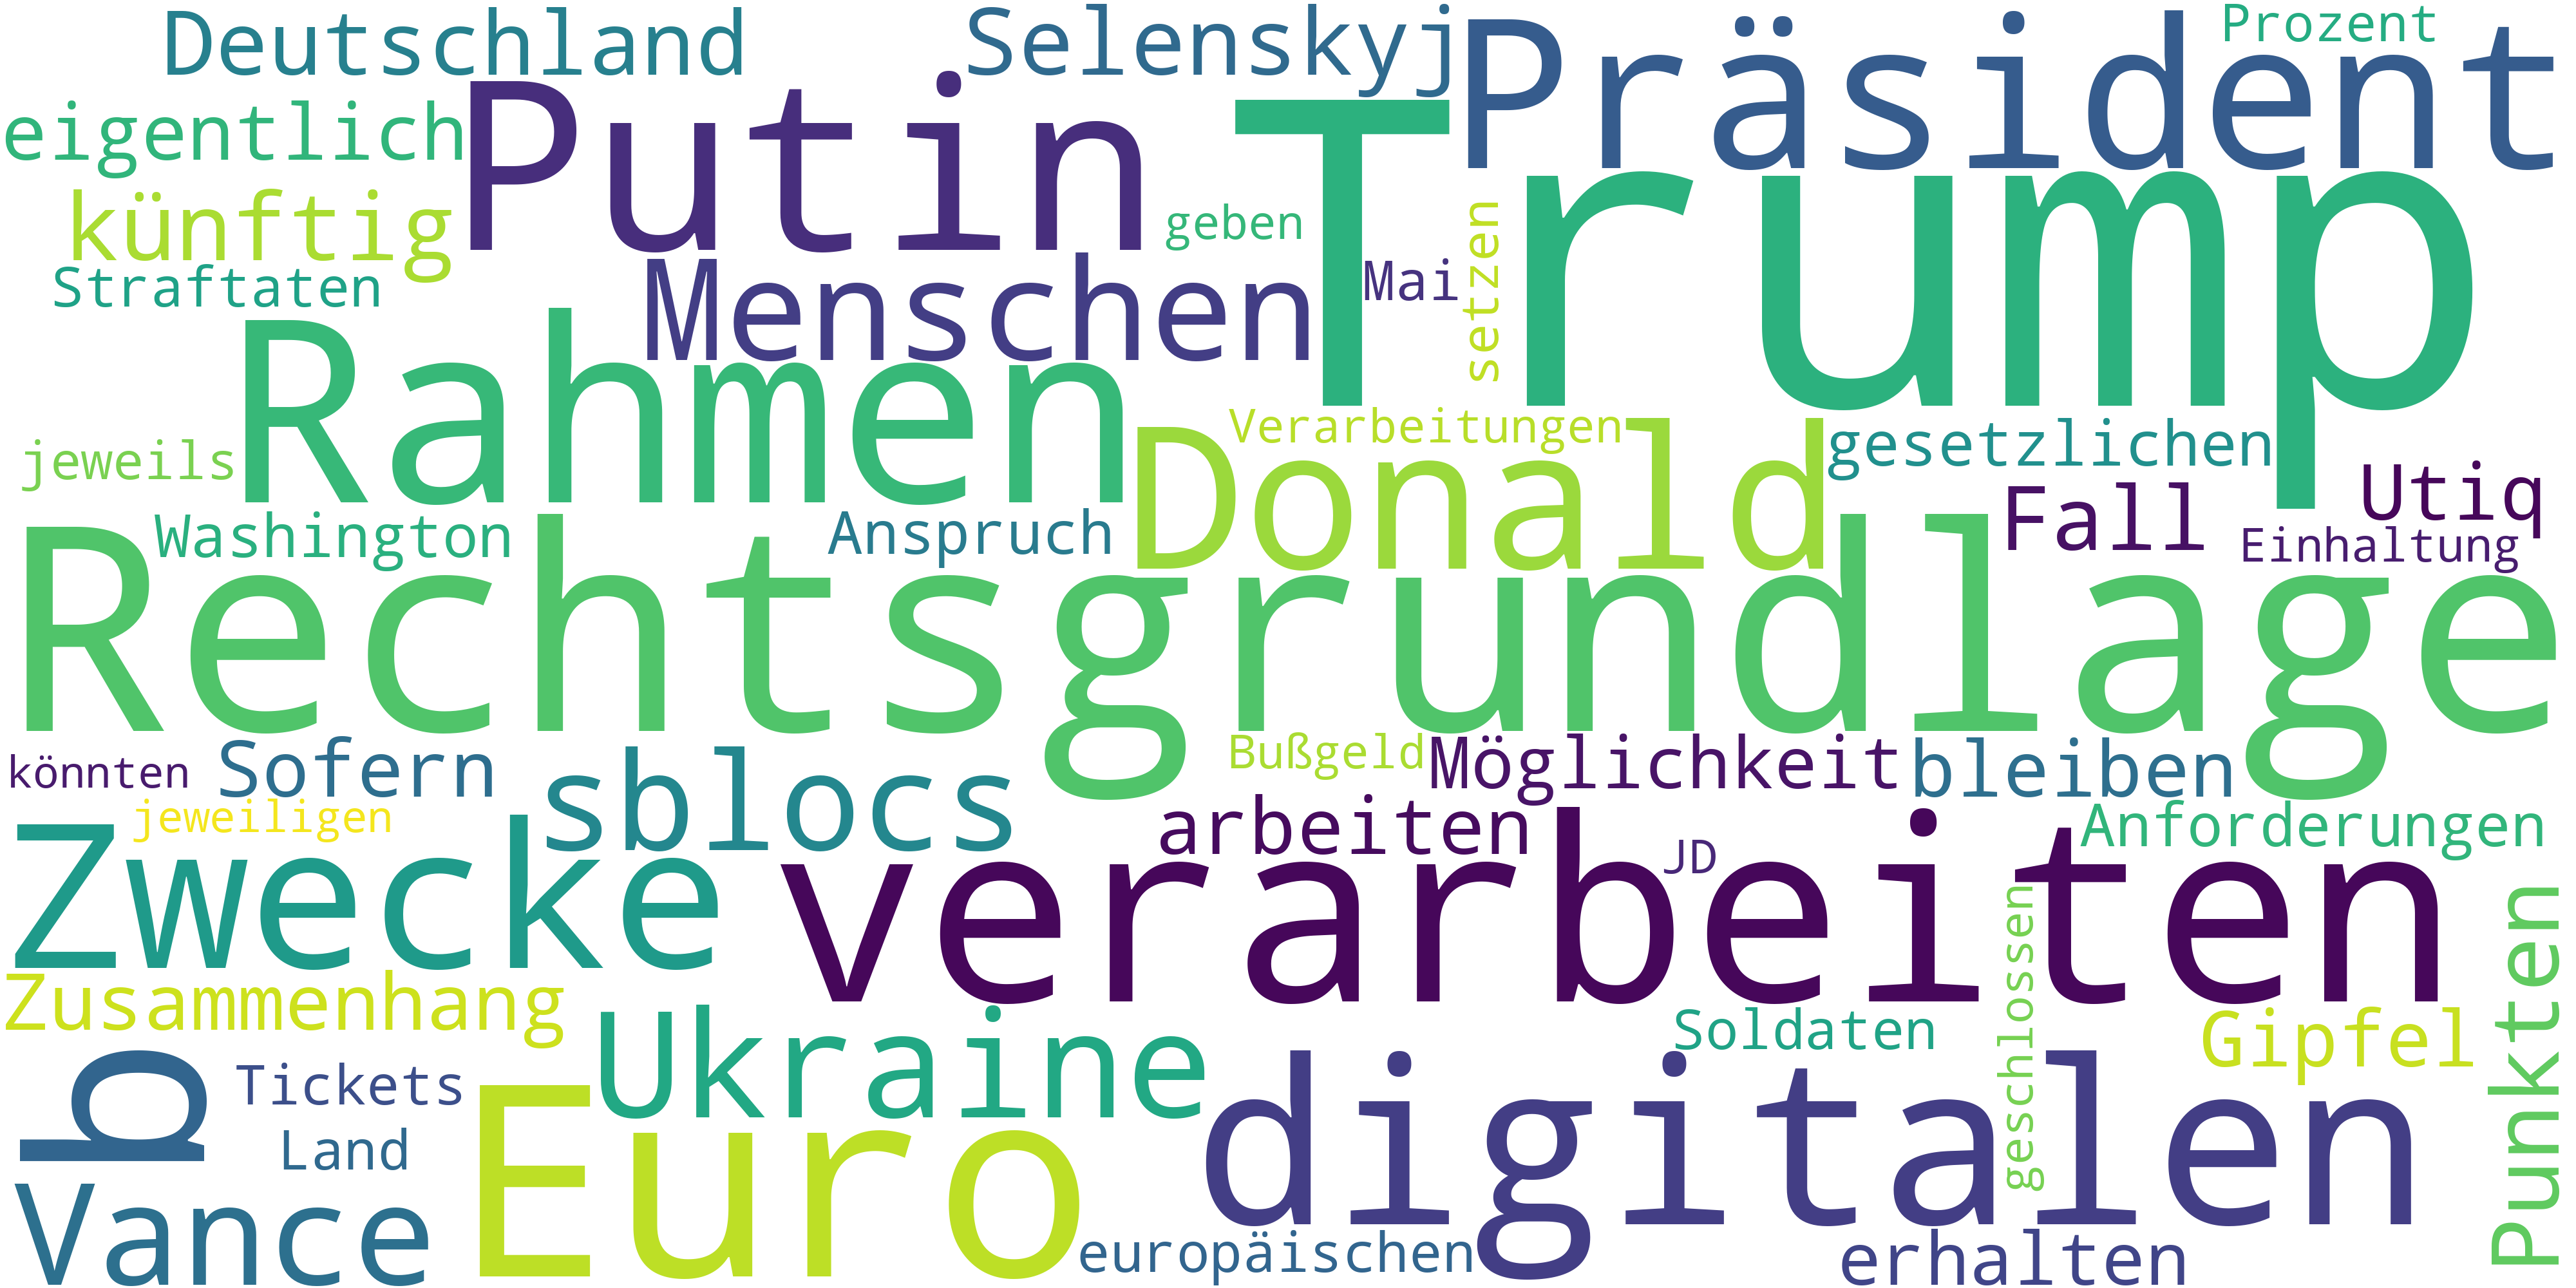 Deutschland
Selenskyj
Präsident
Prozent
eigentlich
Putin
Trump
künftig
geben
setzen
Straftaten
Menschen
Mai
Rahmen
Verarbeitungen
Donald
gesetzlichen
jeweils
Utiq
Fall
Washington
Anspruch
Einhaltung
Rechtsgrundlage
könnten
Sofern
sblocs
Bußgeld
Möglichkeit
bleiben
jeweiligen
arbeiten
JD
Anforderungen
Zwecke
verarbeiten
geschlossen
Punkten
Zusammenhang
Ukraine
Soldaten
Gipfel
b
Tickets
Land
Euro
digitalen
Vance
europäischen
erhalten